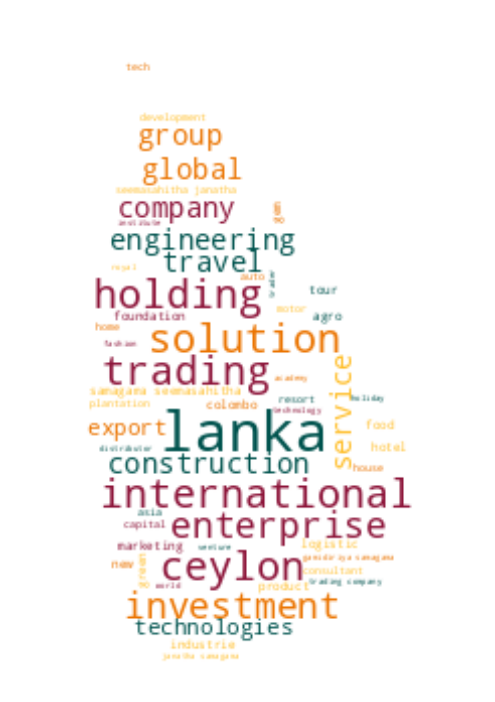 tech
development
group
global
seemasahitha janatha
company
institute
engineering
travel
royal
auto
trader
holding
tour
motor
foundation
agro
home
solution
fashion
trading
academy
service
samagama seemasahitha
plantation
colombo
resort
holiday
technology
export
lanka
food
distributor
hotel
construction
house
international
asia
capital
enterprise
marketing
venture
logistic
ceylon
gandiriya samagama
new
green
consultant
world
product
trading company
investment
technologies
industrie
janatha samagama